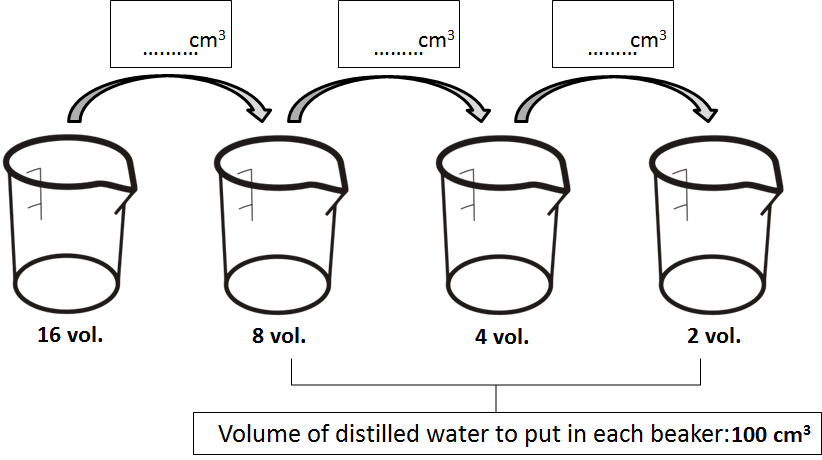 ……….cm³ ………cm³ ………cm³
16 vol. 8 vol. 4 vol. 2 vol.
Volume of distilled water to put in each beaker:100 cm³